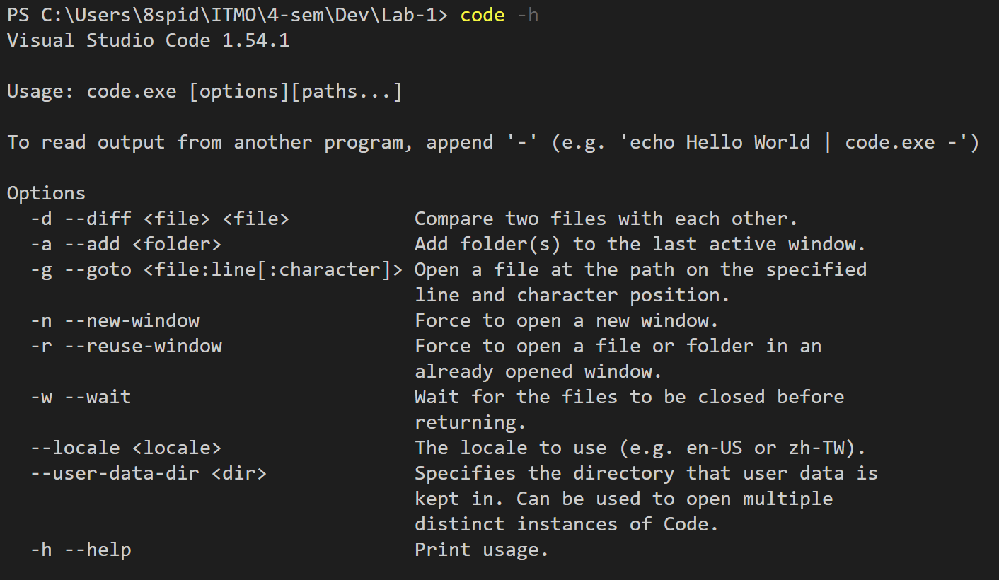 PS C:\Users\8spid\ITMO\4-sem\Dev\Lab-1> code -h
Visual Studio Code 1.54.1

Usage: code.exe [options][paths...]

To read output from another program, append '-' (e.g. 'echo Hello World | code.exe -')

Options
  -d --diff <file> <file>           Compare two files with each other.
  -a --add <folder>                 Add folder(s) to the last active window.
  -g --goto <file:line[:character]> Open a file at the path on the specified
                                    line and character position.
  -n --new-window                   Force to open a new window.
  -r --reuse-window                 Force to open a file or folder in an
                                    already opened window.
  -w --wait                         Wait for the files to be closed before
                                    returning.
  --locale <locale>                 The locale to use (e.g. en-US or zh-TW).
  --user-data-dir <dir>             Specifies the directory that user data is
                                    kept in. Can be used to open multiple
                                    distinct instances of Code.
  -h --help                         Print usage.